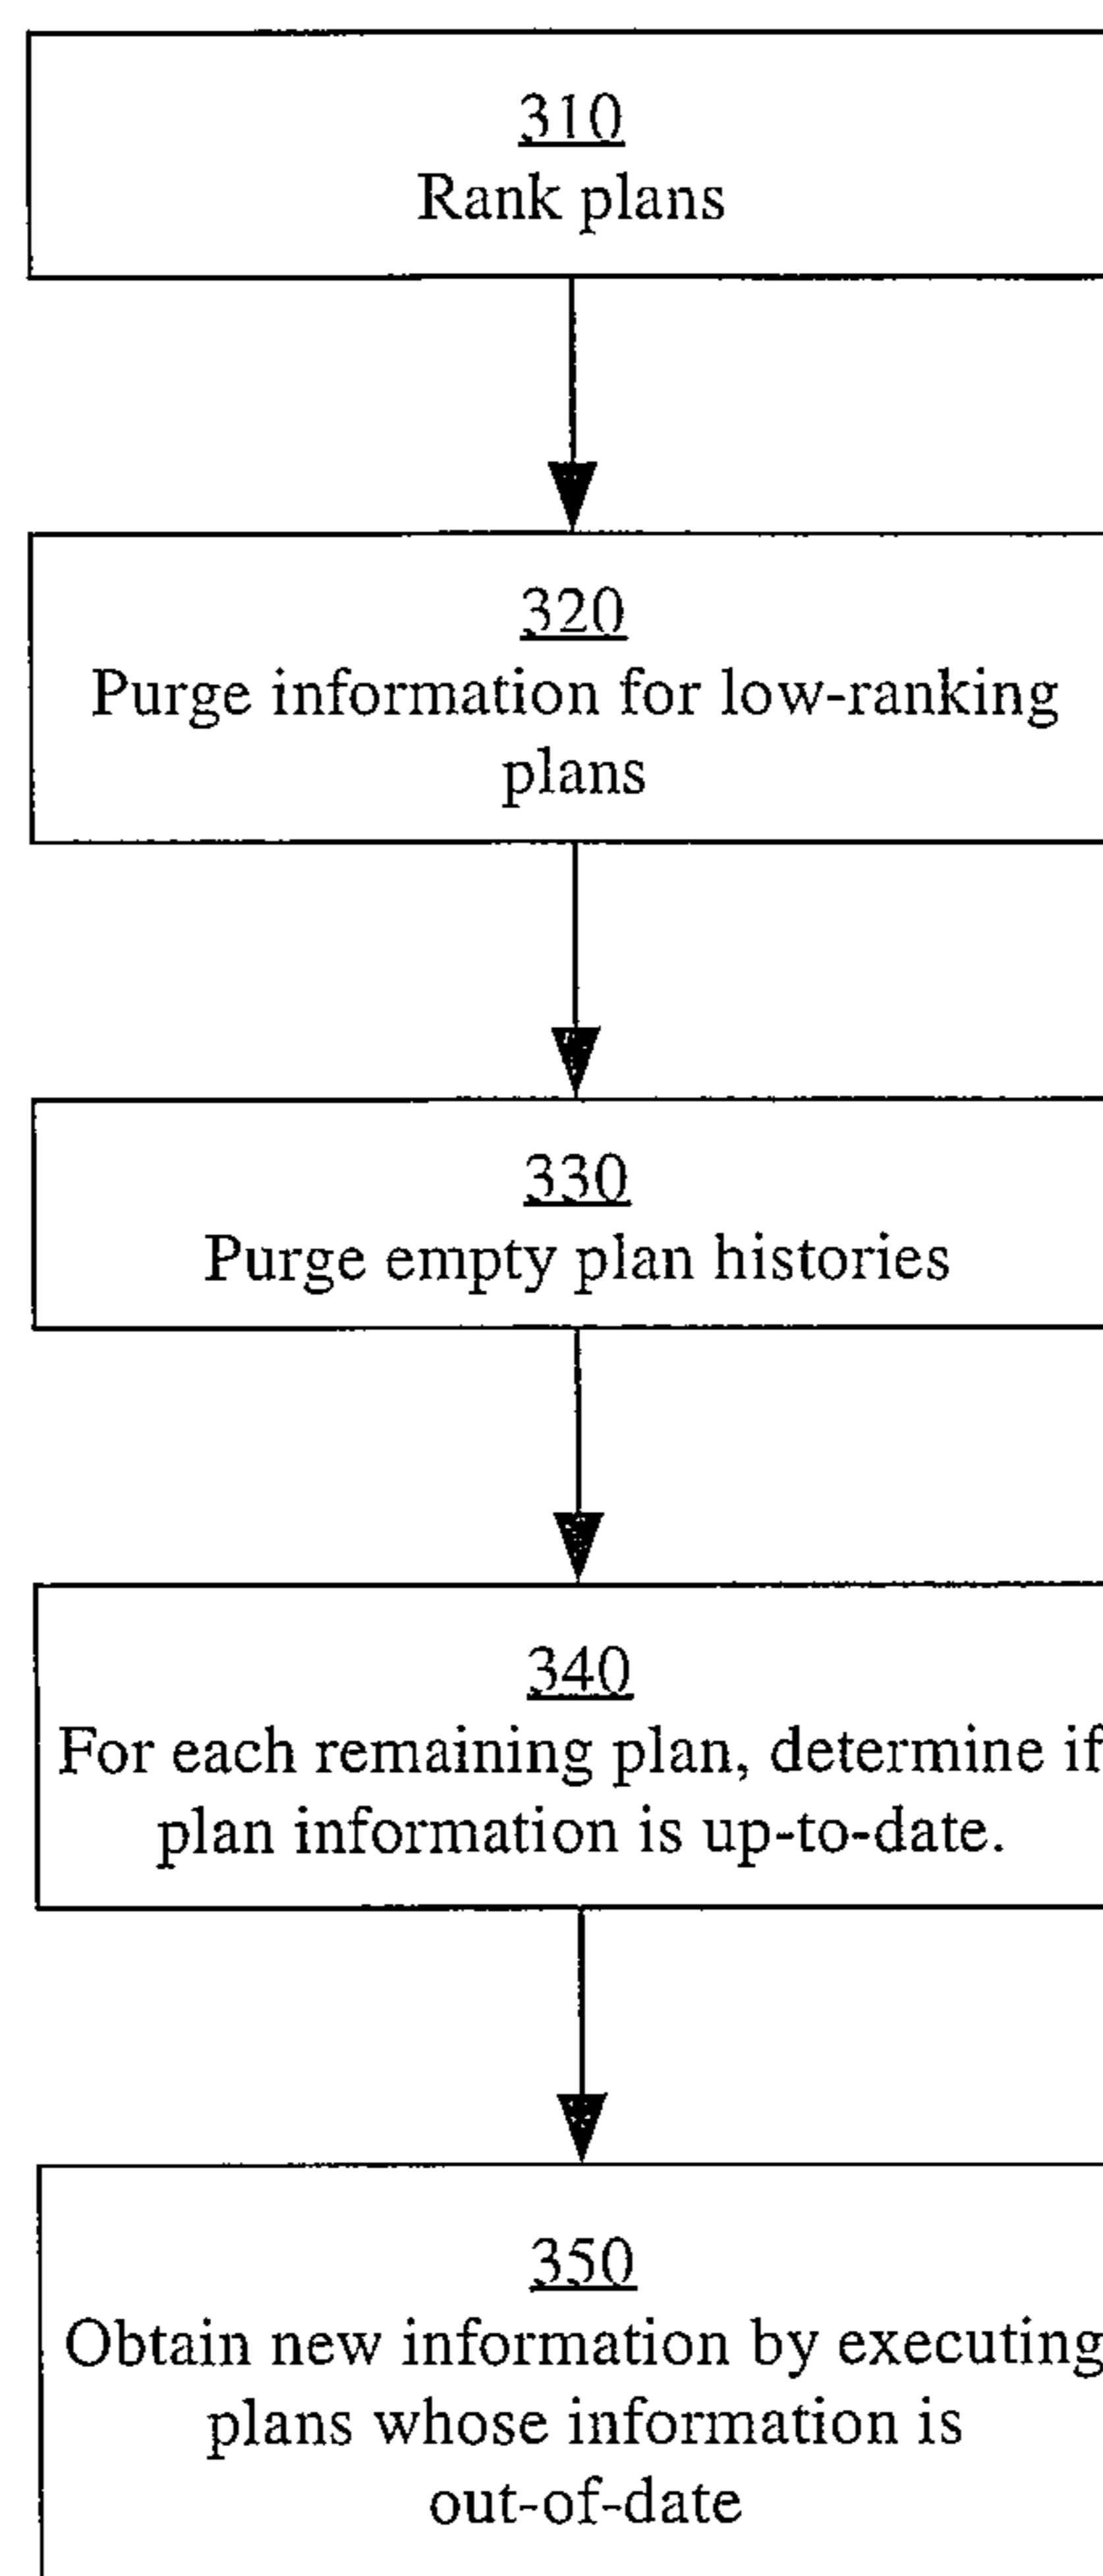 310
Rank plans
320
Purge information for low-ranking
plans
330
Purge empty plan histories
340
For each remaining plan, determine if
plan information is up-to-date.
350
Obtain new information by executing
plans whose information is
out-of-date